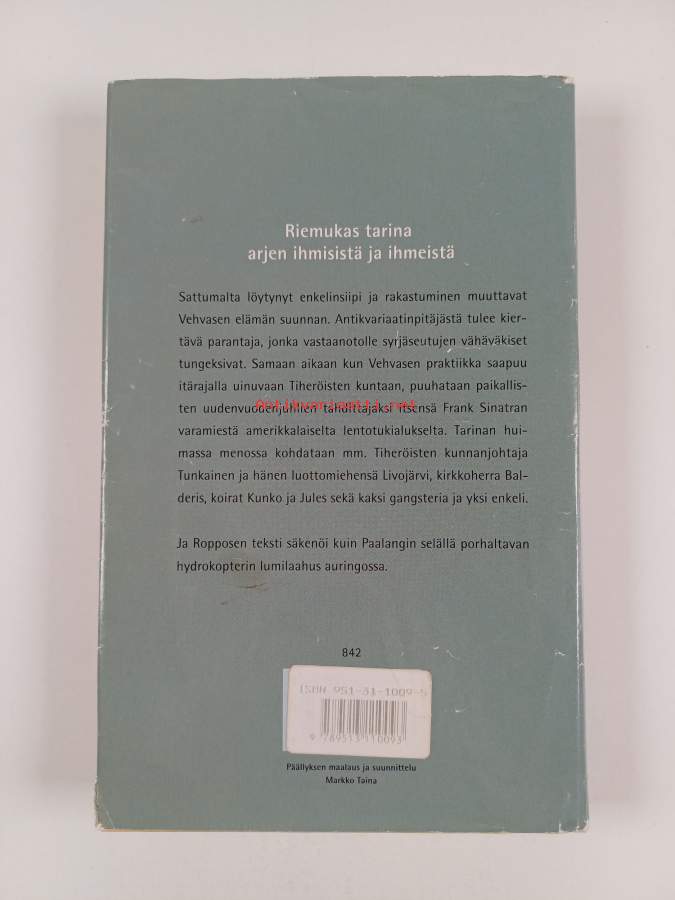 Riemukas tarina
arjen ihmisistä ja ihmeistä
Sattumalta löytynyt enkelinsiipi ja rakastuminen muuttavat
Vehvasen elämän suunnan. Antikvariaatinpitäjästä tulee kier-
tävä parantaja, jonka vastaanotolle syrjäseutujen vähäväkiset
tungeksivat. Samaan aikaan kun Vehvasen praktiikka saapuu
itärajalla uinuvaan Tiheröisten kuntaan, puuhataan paikallis-
Antikvariaatti.net
ten uudenvuodenjuhlien tähdittäjäksi itsensä Frank Sinatran
varamiestä amerikkalaiselta lentotukialukselta. Tarinan hui-
massa menossa kohdataan mm. Tiheröisten kunnanjohtaja
Tunkainen ja hänen luottomiehensä Livojärvi, kirkkoherra Bal-
deris, koirat Kunko ja Jules sekä kaksi gangsteria ja yksi enkeli.
Ja Ropposen teksti säkenöi kuin Paalangin selällä porhaltavan
hydrokopterin lumilaahus auringossa.
842
ISBN 951-31-1009-5
9 789513 110093
Päällyksen maalaus ja suunnittelu
Markko Taina